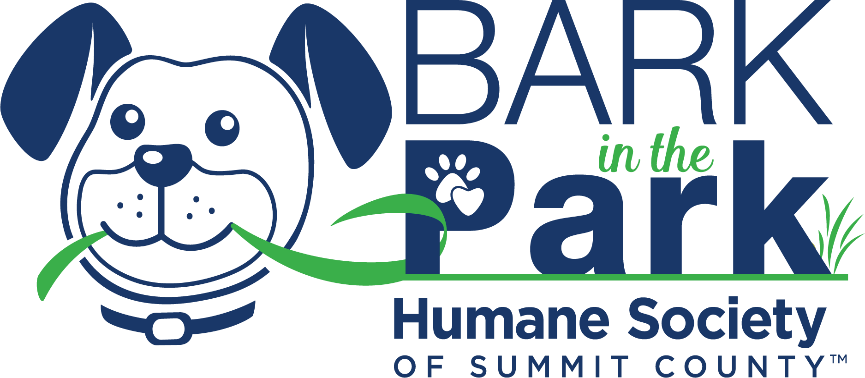 BARK
in the
Park
Humane Society
OF SUMMIT COUNTY™